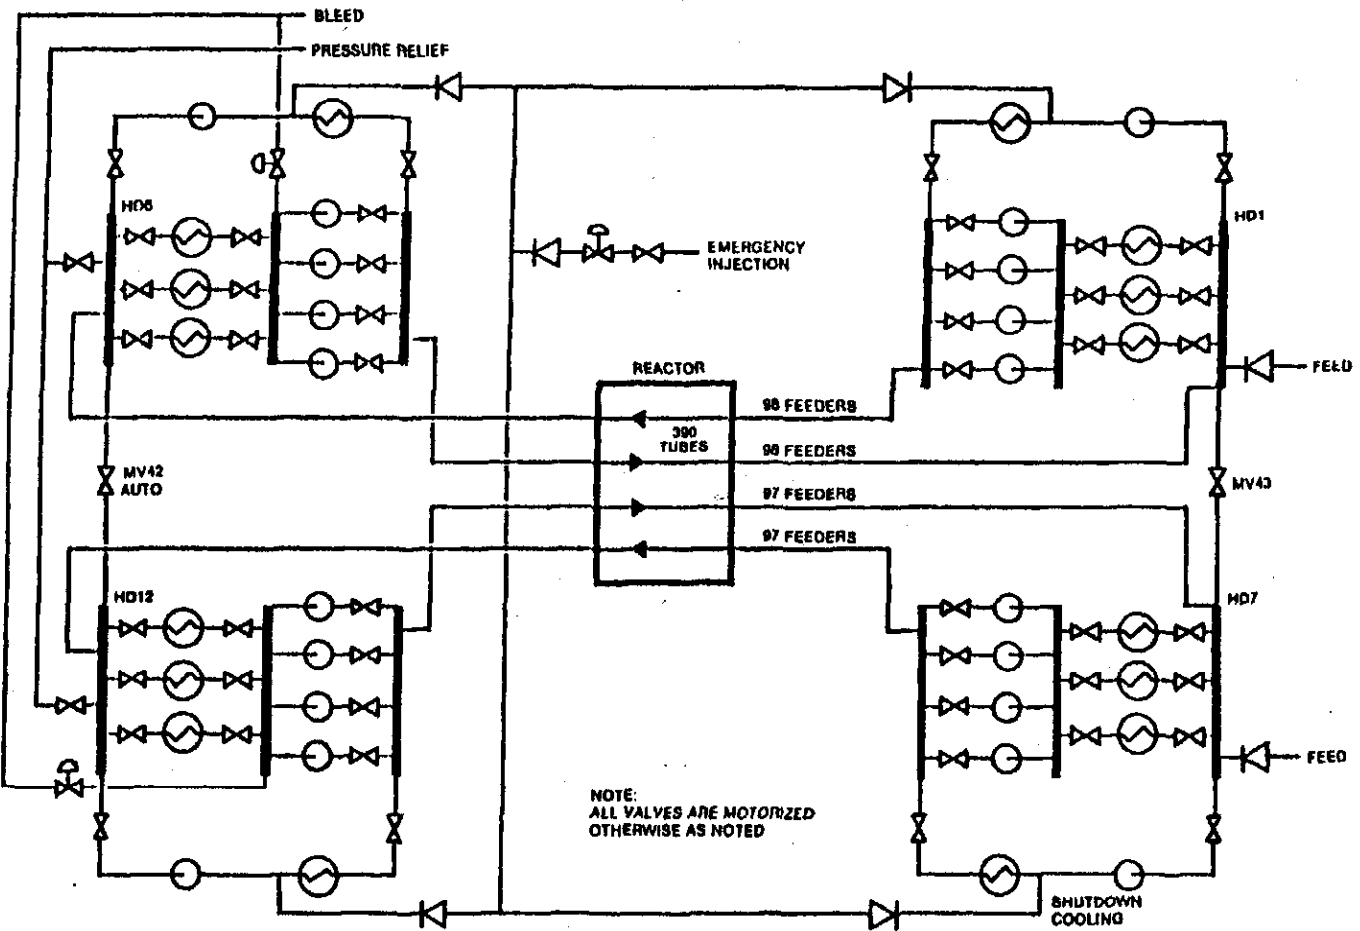 BLEED
PRESSURE RELIEF
HD6
HD1
EMERGENCY
INJECTION
FEED
REACTOR
98 FEEDERS
390
TUBES
98 FEEDERS
MV42
AUTO
MV43
97 FEEDERS
97 FEEDERS
HD12
HD7
FEED
NOTE:
ALL VALVES ARE MOTORIZED
OTHERWISE AS NOTED
SHUTDOWN
COOLING